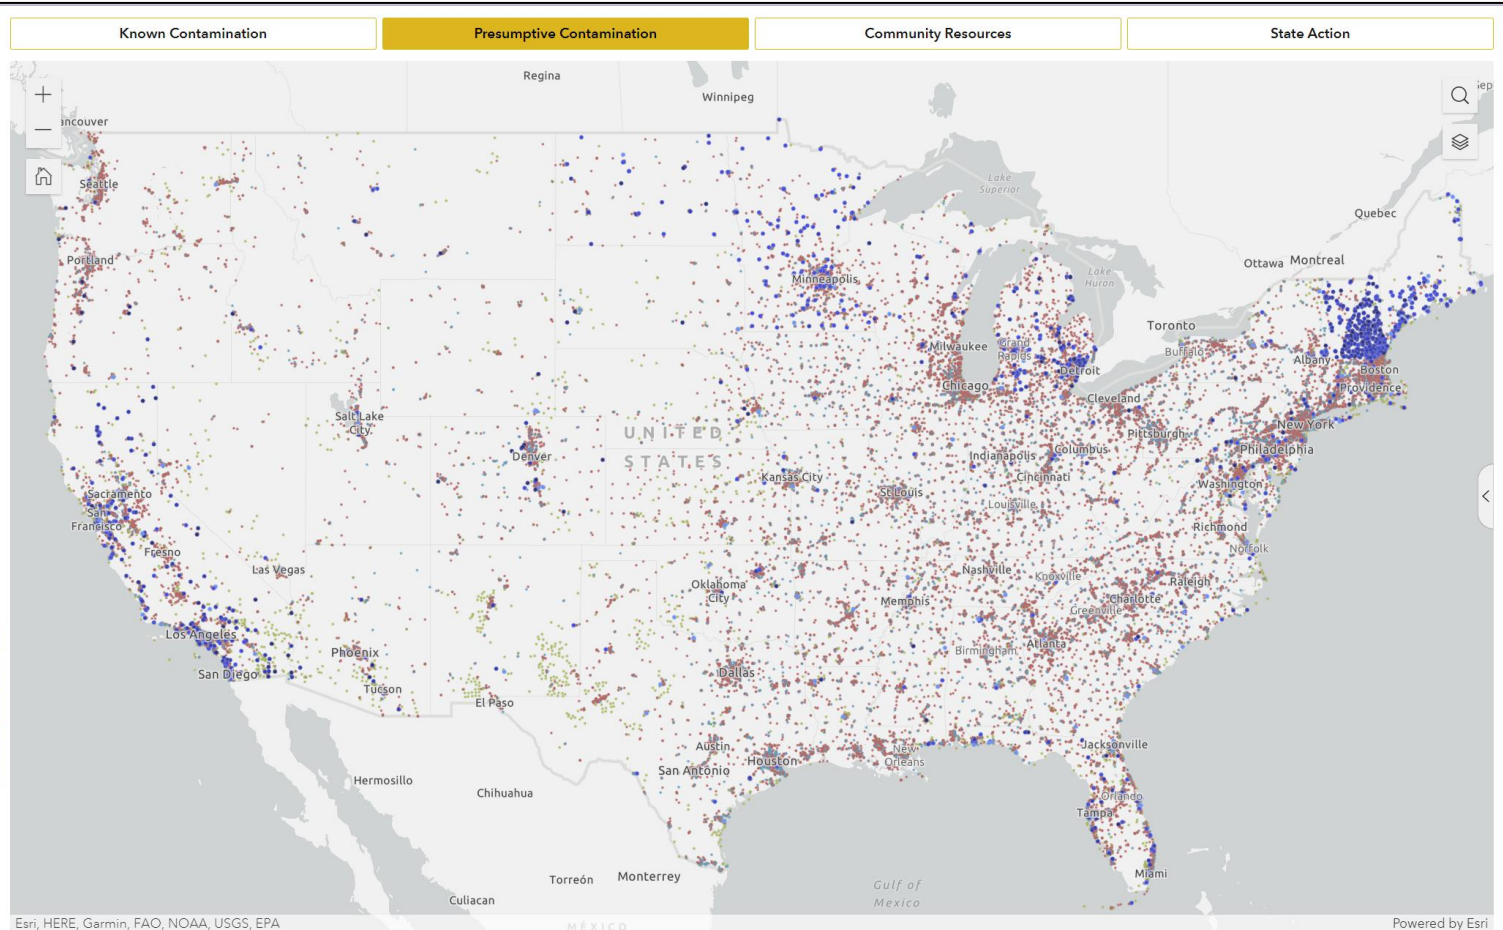 Known Contamination
Presumptive Contamination
Community Resources
State Action
Regina
Winnipeg
ancouver
Seattle
Lake
Superior
Quebec
Portland
Ottawa
Montreal
Lake
Huron
Minneapolis
Toronto
Milwaukee
Grand
Rapids
Buffalo
Albany
Detroit
Boston
Chicago
Providence
Cleveland
Salt Lake
City
UNITED
STATES
New York
Pittsburgh
Denver
Indianapolis
Columbus
Philadelphia
Kansas City
Cincinnati
Washington
Sacramento
St Louis
San
Francisco
Louisville
Richmond
Fresno
Norfolk
Las Vegas
Nashville
Knoxville
Raleigh
Oklahoma
City
Memphis
Charlotte
Greenville
Los Angeles
Phoenix
Birmingham
Atlanta
San Diego
Dallas
Tucson
El Paso
Austin
New
Orleans
Jacksonville
Houston
San Antonio
Hermosillo
Chihuahua
Orlando
Tampa
Miami
Torreón
Monterrey
Gulf of
Mexico
Culiacan
MÉXICO
Esri, HERE, Garmin, FAO, NOAA, USGS, EPA
Powered by Esri